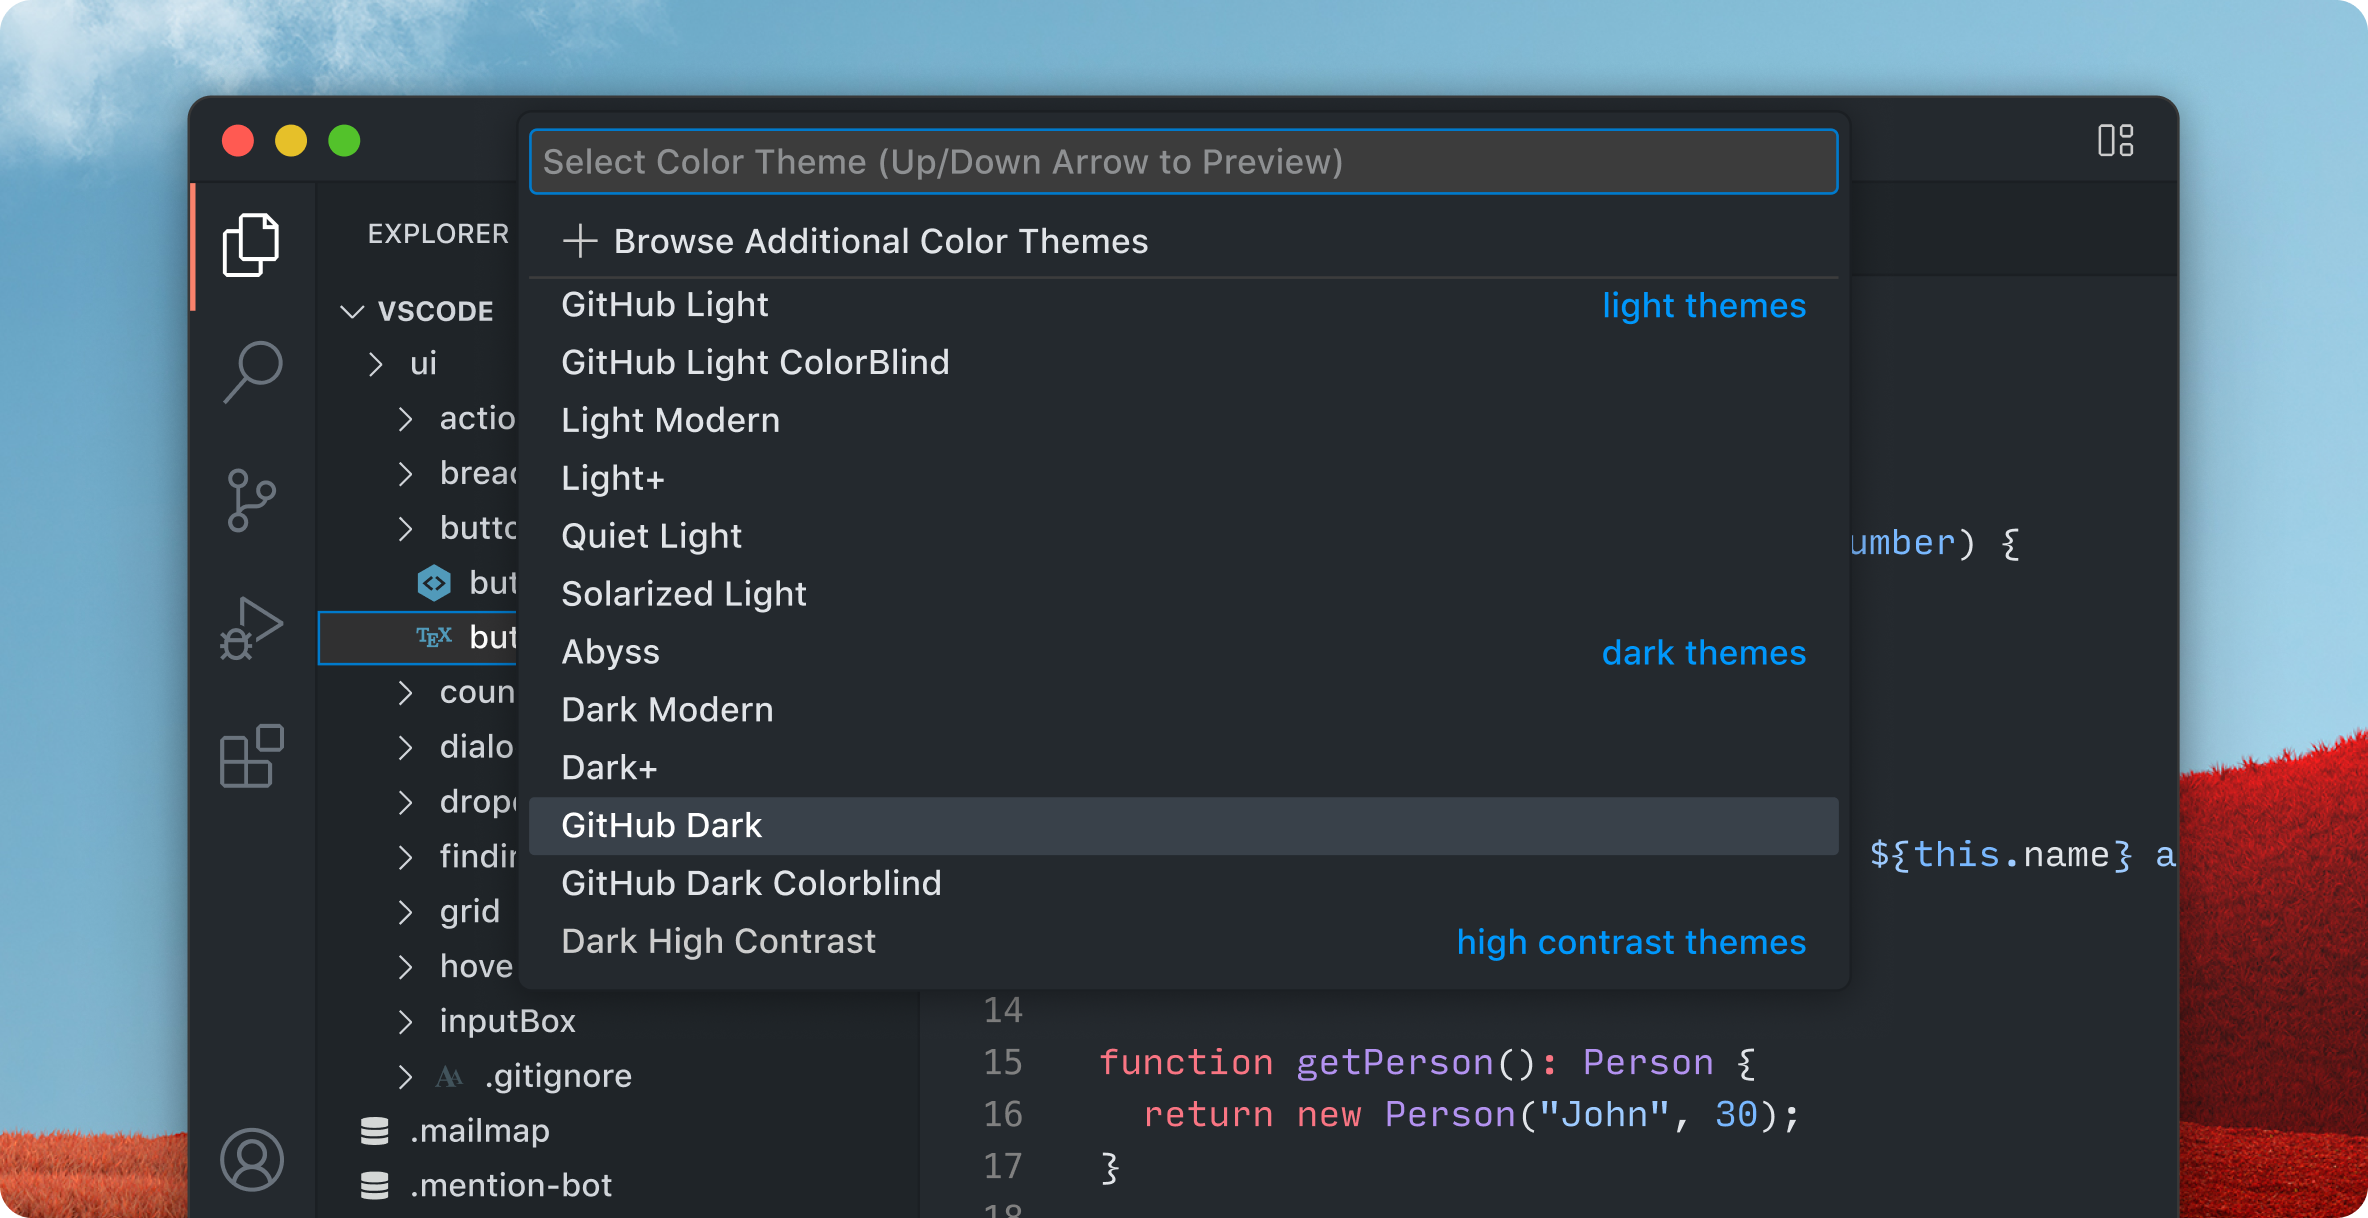 Select Color Theme (Up/Down Arrow to Preview)
Browse Additional Color Themes
GitHub Light
light themes
GitHub Light ColorBlind
Light Modern
Light+
Quiet Light
Solarized Light
Abyss
dark themes
Dark Modern
Dark+
GitHub Dark
GitHub Dark Colorblind
Dark High Contrast
high contrast themes
EXPLORER
VSCODE
ui
actio
bread
butto
but
TEX but
coun
dialo
drop
findin
grid
hove
inputBox
.gitignore
.mailmap
.mention-bot
umber) {
${this.name} a
14
15 function getPerson(): Person {
16 return new Person("John", 30);
17 }
18